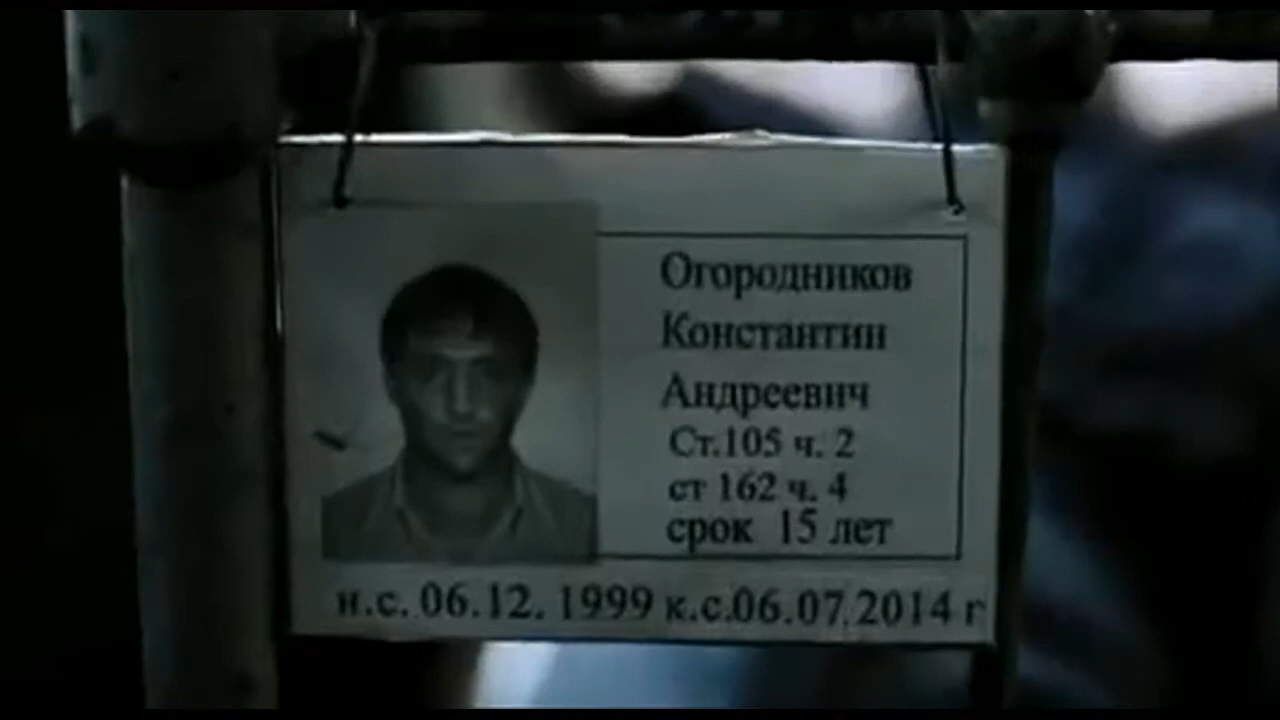 Огородников
Константин
Андреевич
Ст.105 ч. 2
ст 162 ч. 4
срок 15 лет
н.с. 06.12. 1999 к.с.06.07.2014 г